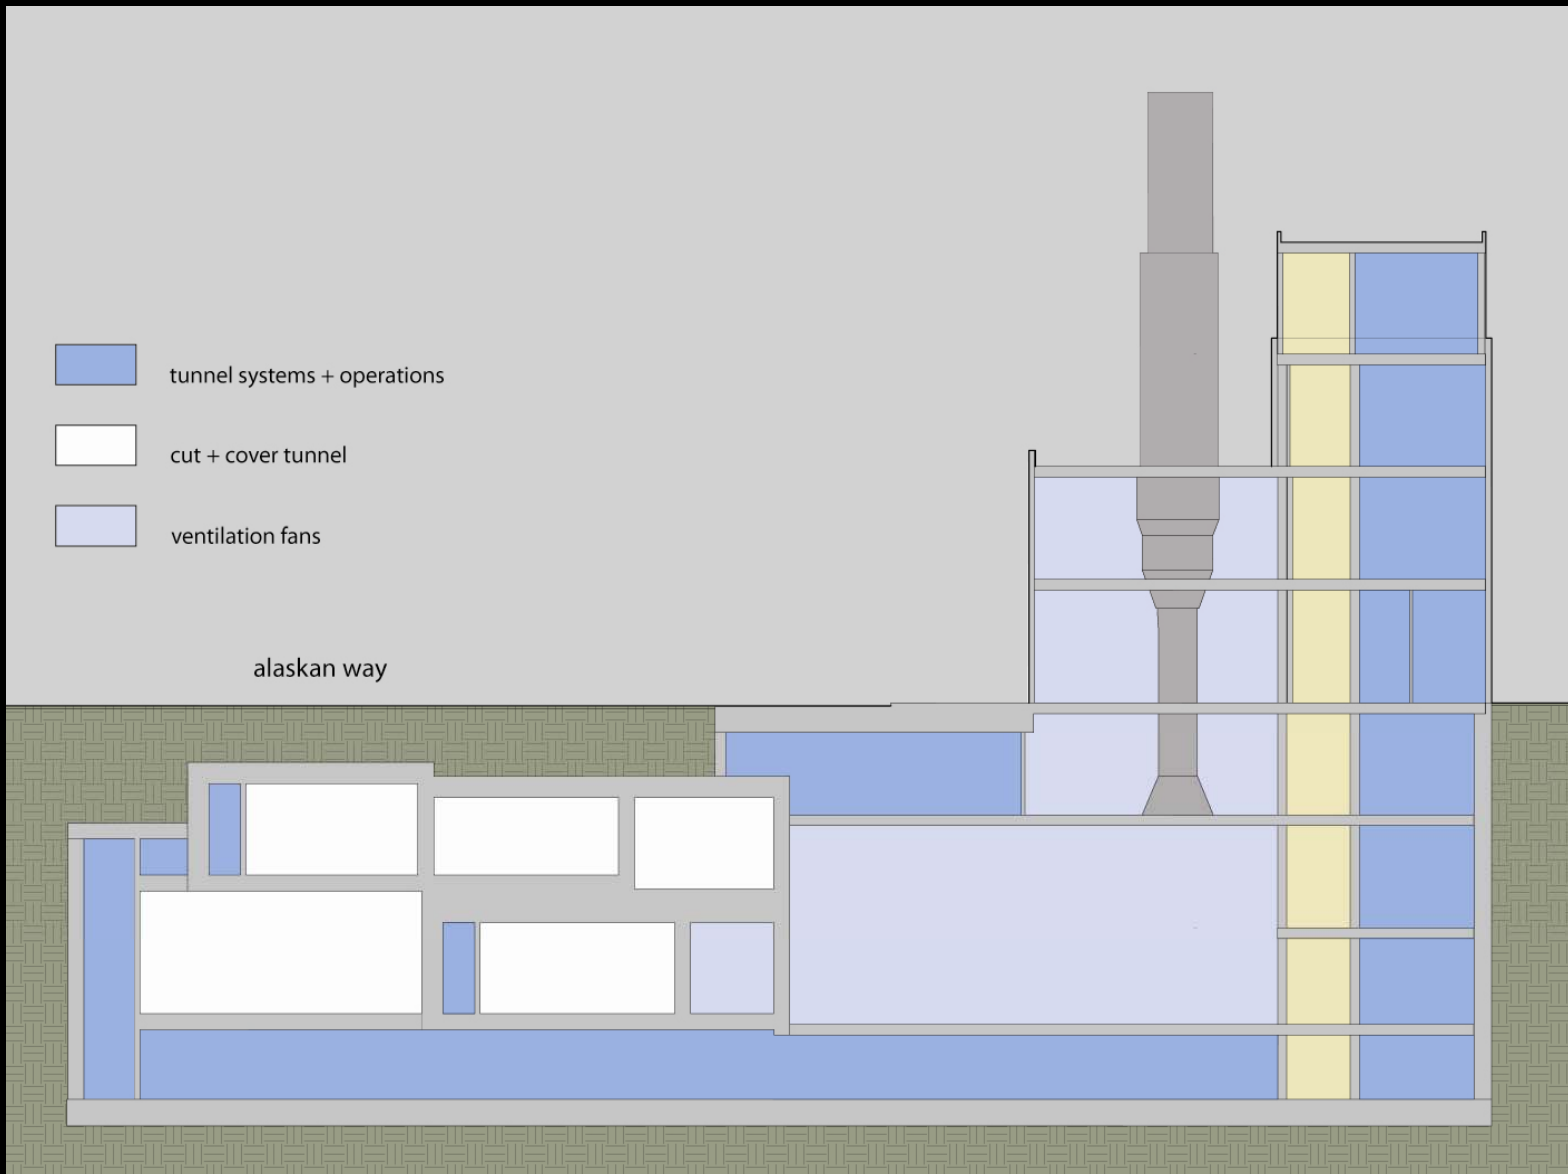 tunnel systems + operations
cut + cover tunnel
ventilation fans
alaskan way